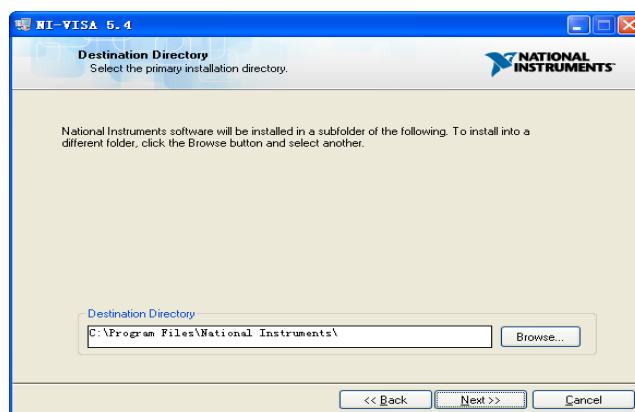 NI-VISA 5.4
Destination Directory
Select the primary installation directory.
NATIONAL
INSTRUMENTS™
National Instruments software will be installed in a subfolder of the following. To install into a
different folder, click the Browse button and select another.
Destination Directory
C:\Program Files\National Instruments\
Browse...
<< Back
Next >>
Cancel